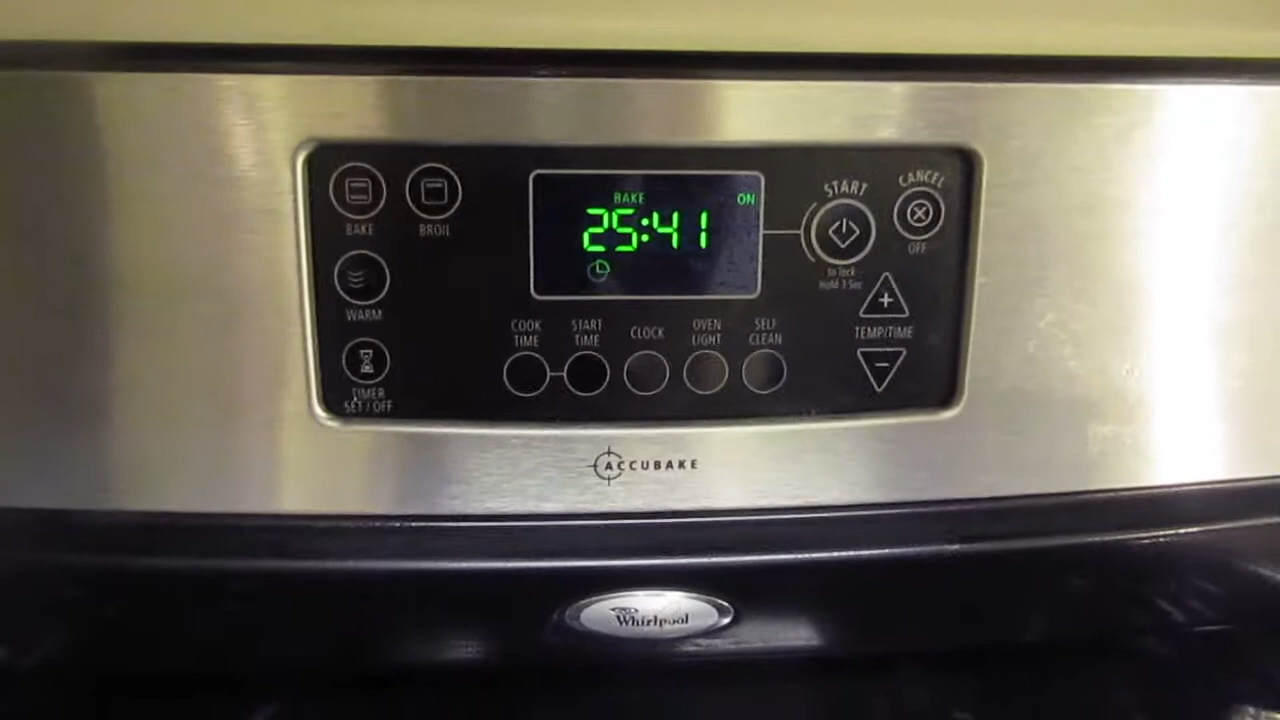 BAKE
BROIL
WARM
TIMER
SET / OFF
BAKE ON
25:41
COOK
TIME
START
TIME
CLOCK
OVEN
LIGHT
SELF
CLEAN
START
to lock
Hold 3 Sec
CANCEL
OFF
+
TEMP/TIME
−
ACCUBAKE
Whirlpool